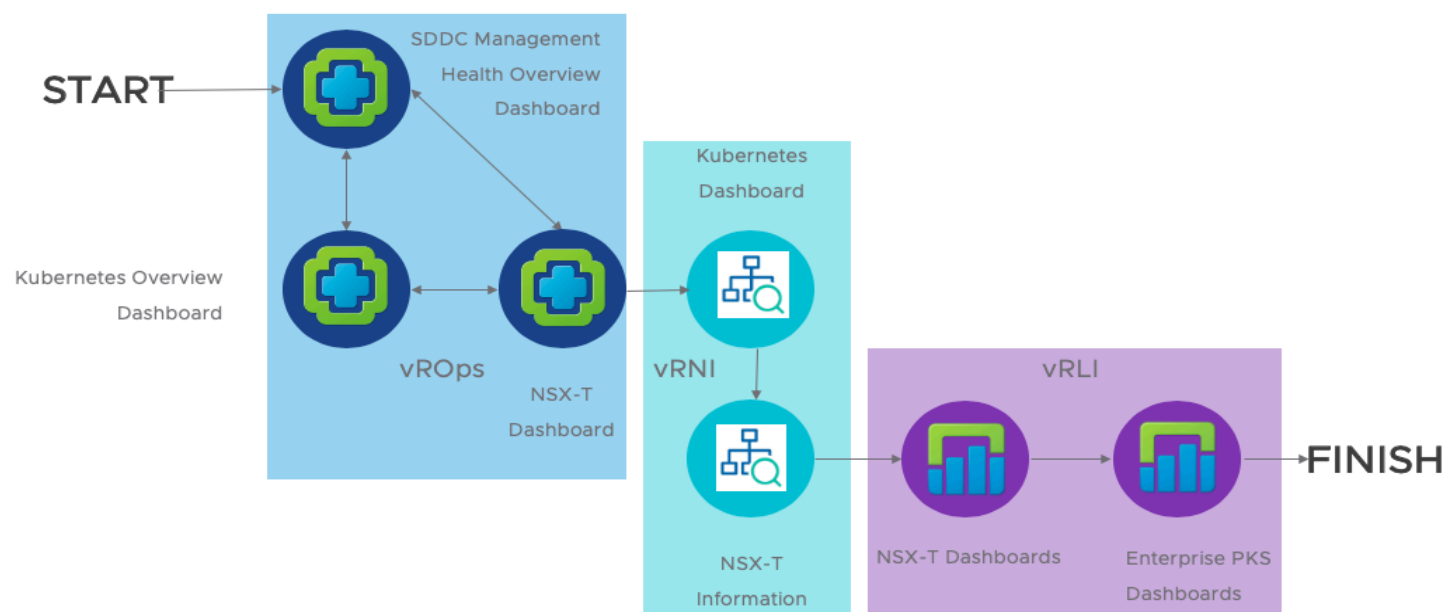 START
SDDC Management
Health Overview
Dashboard
Kubernetes Overview
Dashboard
vROps
NSX-T
Dashboard
Kubernetes
Dashboard
vRNI
NSX-T
Information
vRLI
NSX-T Dashboards
Enterprise PKS
Dashboards
FINISH